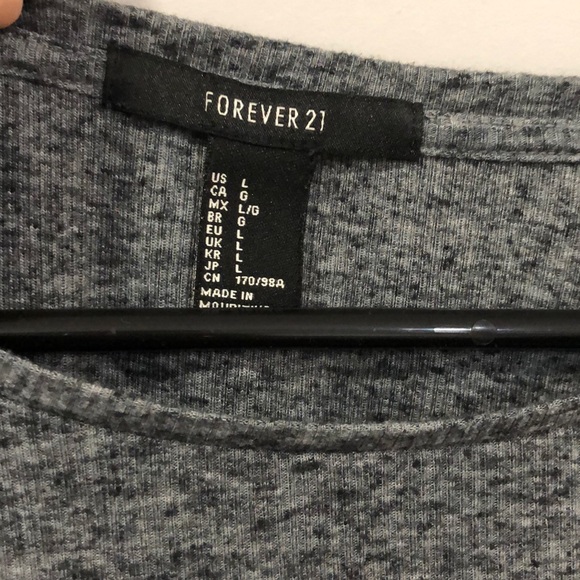 FOREVER 21
US L
CA G
MX L/G
BR G
EU L
UK L
KR L
JP L
CN 170/98A
MADE IN